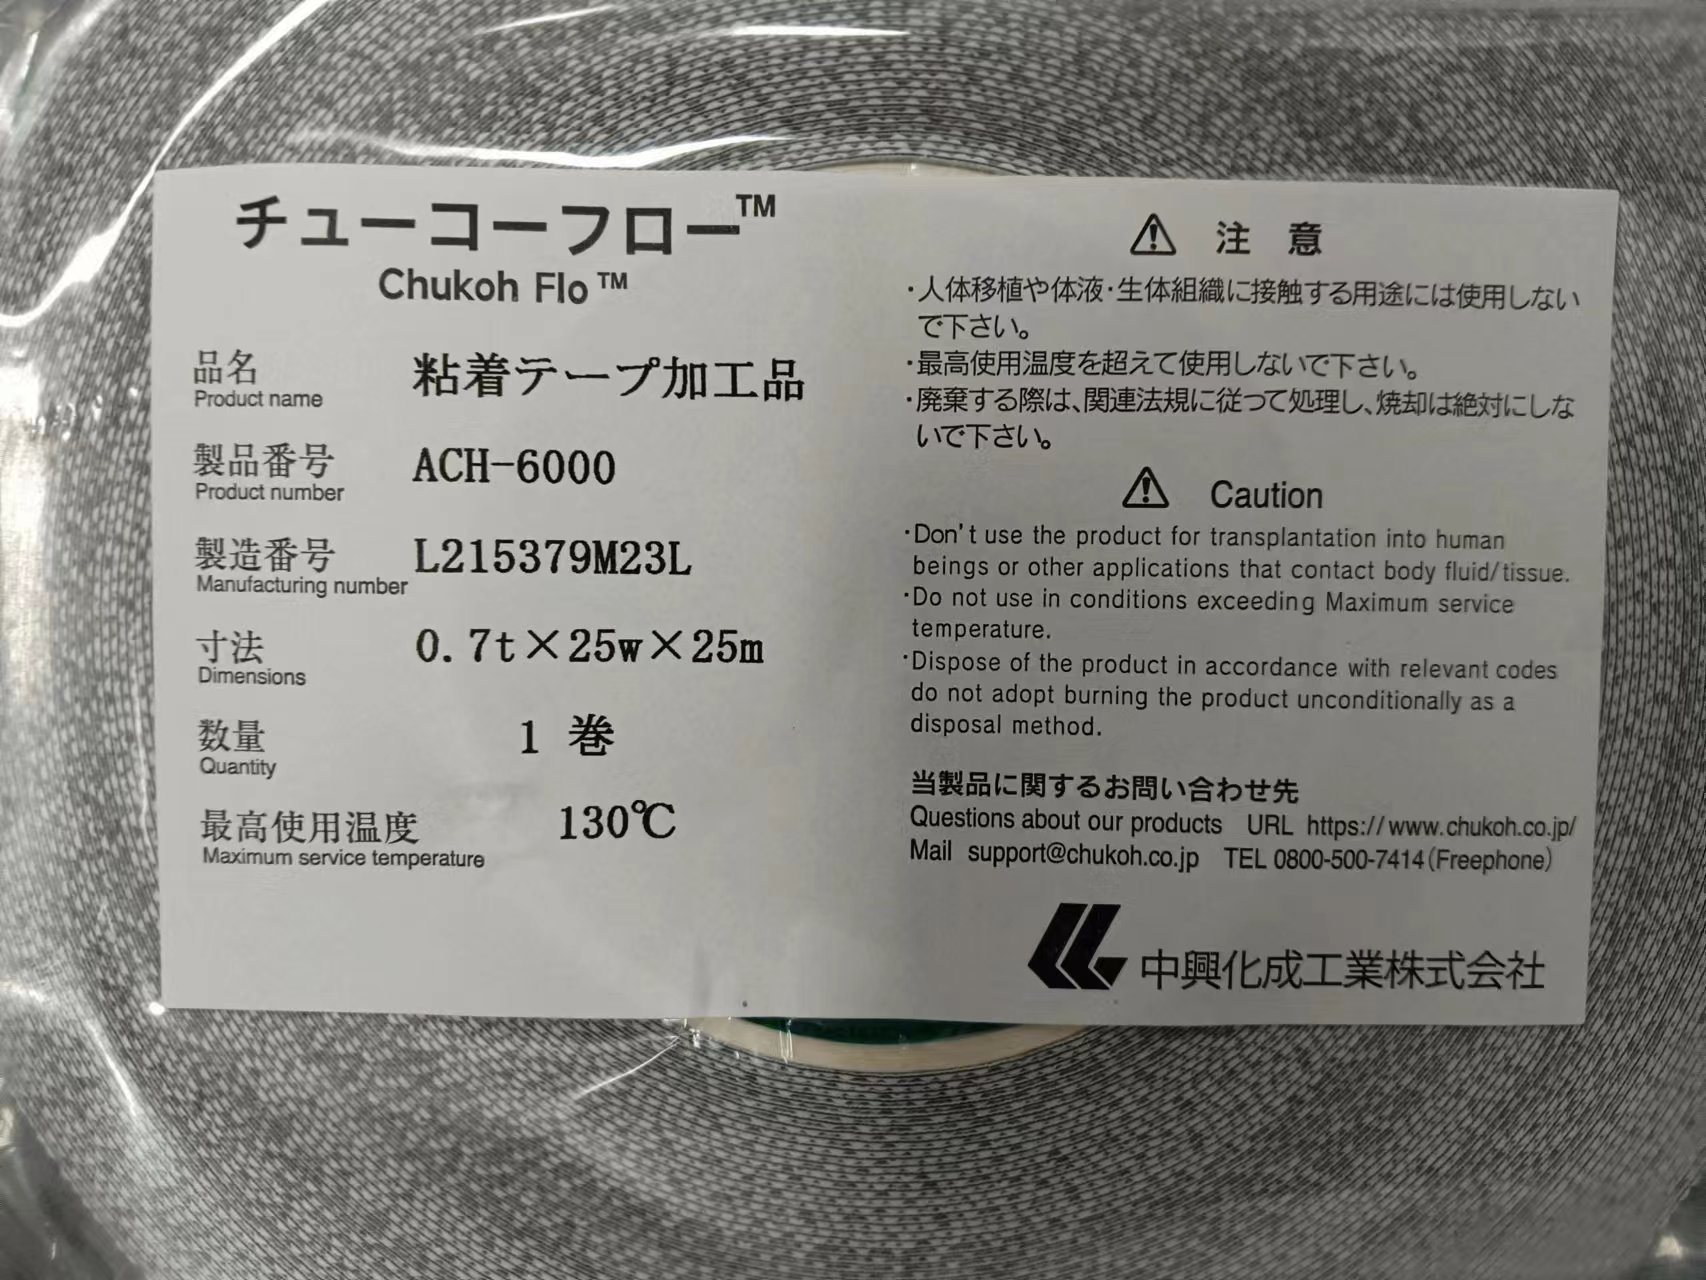 チューコーフロー™
Chukoh Flo™
品名 粘着テープ加工品
Product name
製品番号 ACH-6000
Product number
製造番号 L215379M23L
Manufacturing number
寸法 0.7t×25w×25m
Dimensions
数量 1 巻
Quantity
最高使用温度 130℃
Maximum service temperature
⚠ 注 意
・人体移植や体液・生体組織に接触する用途には使用しない
で下さい。
・最高使用温度を超えて使用しないで下さい。
・廃棄する際は、関連法規に従って処理し、焼却は絶対にしな
いで下さい。
⚠ Caution
・Don't use the product for transplantation into human
beings or other applications that contact body fluid/tissue.
・Do not use in conditions exceeding Maximum service
temperature.
・Dispose of the product in accordance with relevant codes
do not adopt burning the product unconditionally as a
disposal method.
当製品に関するお問い合わせ先
Questions about our products URL https://www.chukoh.co.jp/
Mail support@chukoh.co.jp TEL 0800-500-7414(Freephone)
中興化成工業株式会社